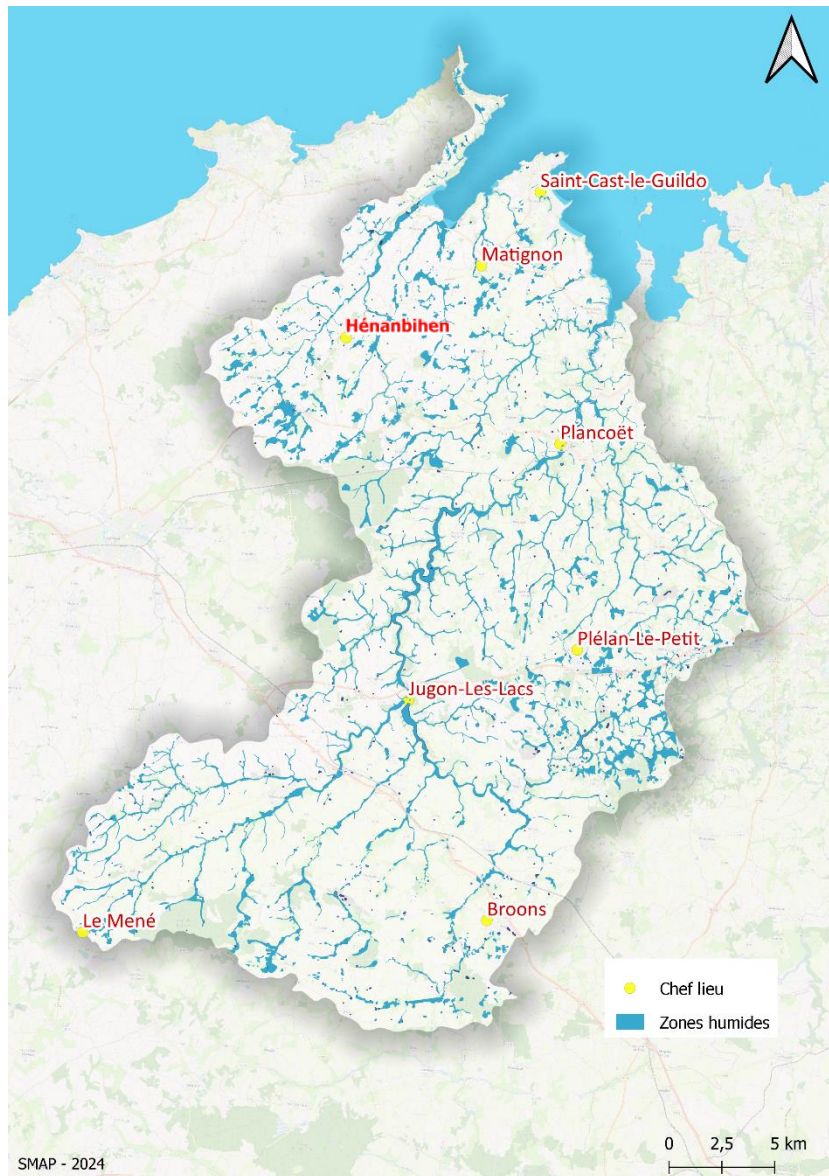 Saint-Cast-le-Guildo
Matignon
Hénanbihen
Plancoët
Plélan-Le-Petit
Jugon-Les-Lacs
Le Mené
Broons
Chef lieu
Zones humides
SMAP - 2024
0 2,5 5 km